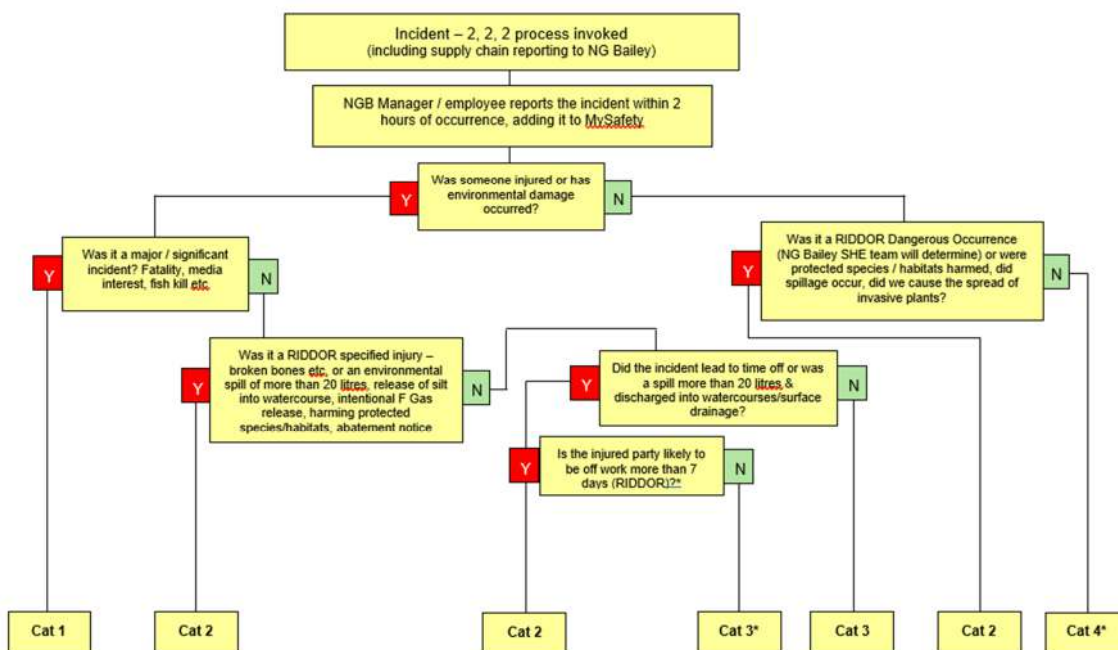 Incident – 2, 2, 2 process invoked
(including supply chain reporting to NG Bailey)
NGB Manager / employee reports the incident within 2
hours of occurrence, adding it to MySafety
Was someone injured or has
environmental damage
occurred?
Y
N
Was it a major / significant
incident? Fatality, media
interest, fish kill etc
Y
N
Was it a RIDDOR Dangerous Occurrence
(NG Bailey SHE team will determine) or were
protected species / habitats harmed, did
spillage occur, did we cause the spread of
invasive plants?
Y
N
Was it a RIDDOR specified injury –
broken bones etc, or an environmental
spill of more than 20 litres, release of silt
into watercourse, intentional F Gas
release, harming protected
species/habitats, abatement notice
Y
N
Did the incident lead to time off or was
a spill more than 20 litres &
discharged into watercourses/surface
drainage?
Y
N
Is the injured party likely to
be off work more than 7
days (RIDDOR)?*
Y
N
Cat 1
Cat 2
Cat 2
Cat 3*
Cat 3
Cat 2
Cat 4*